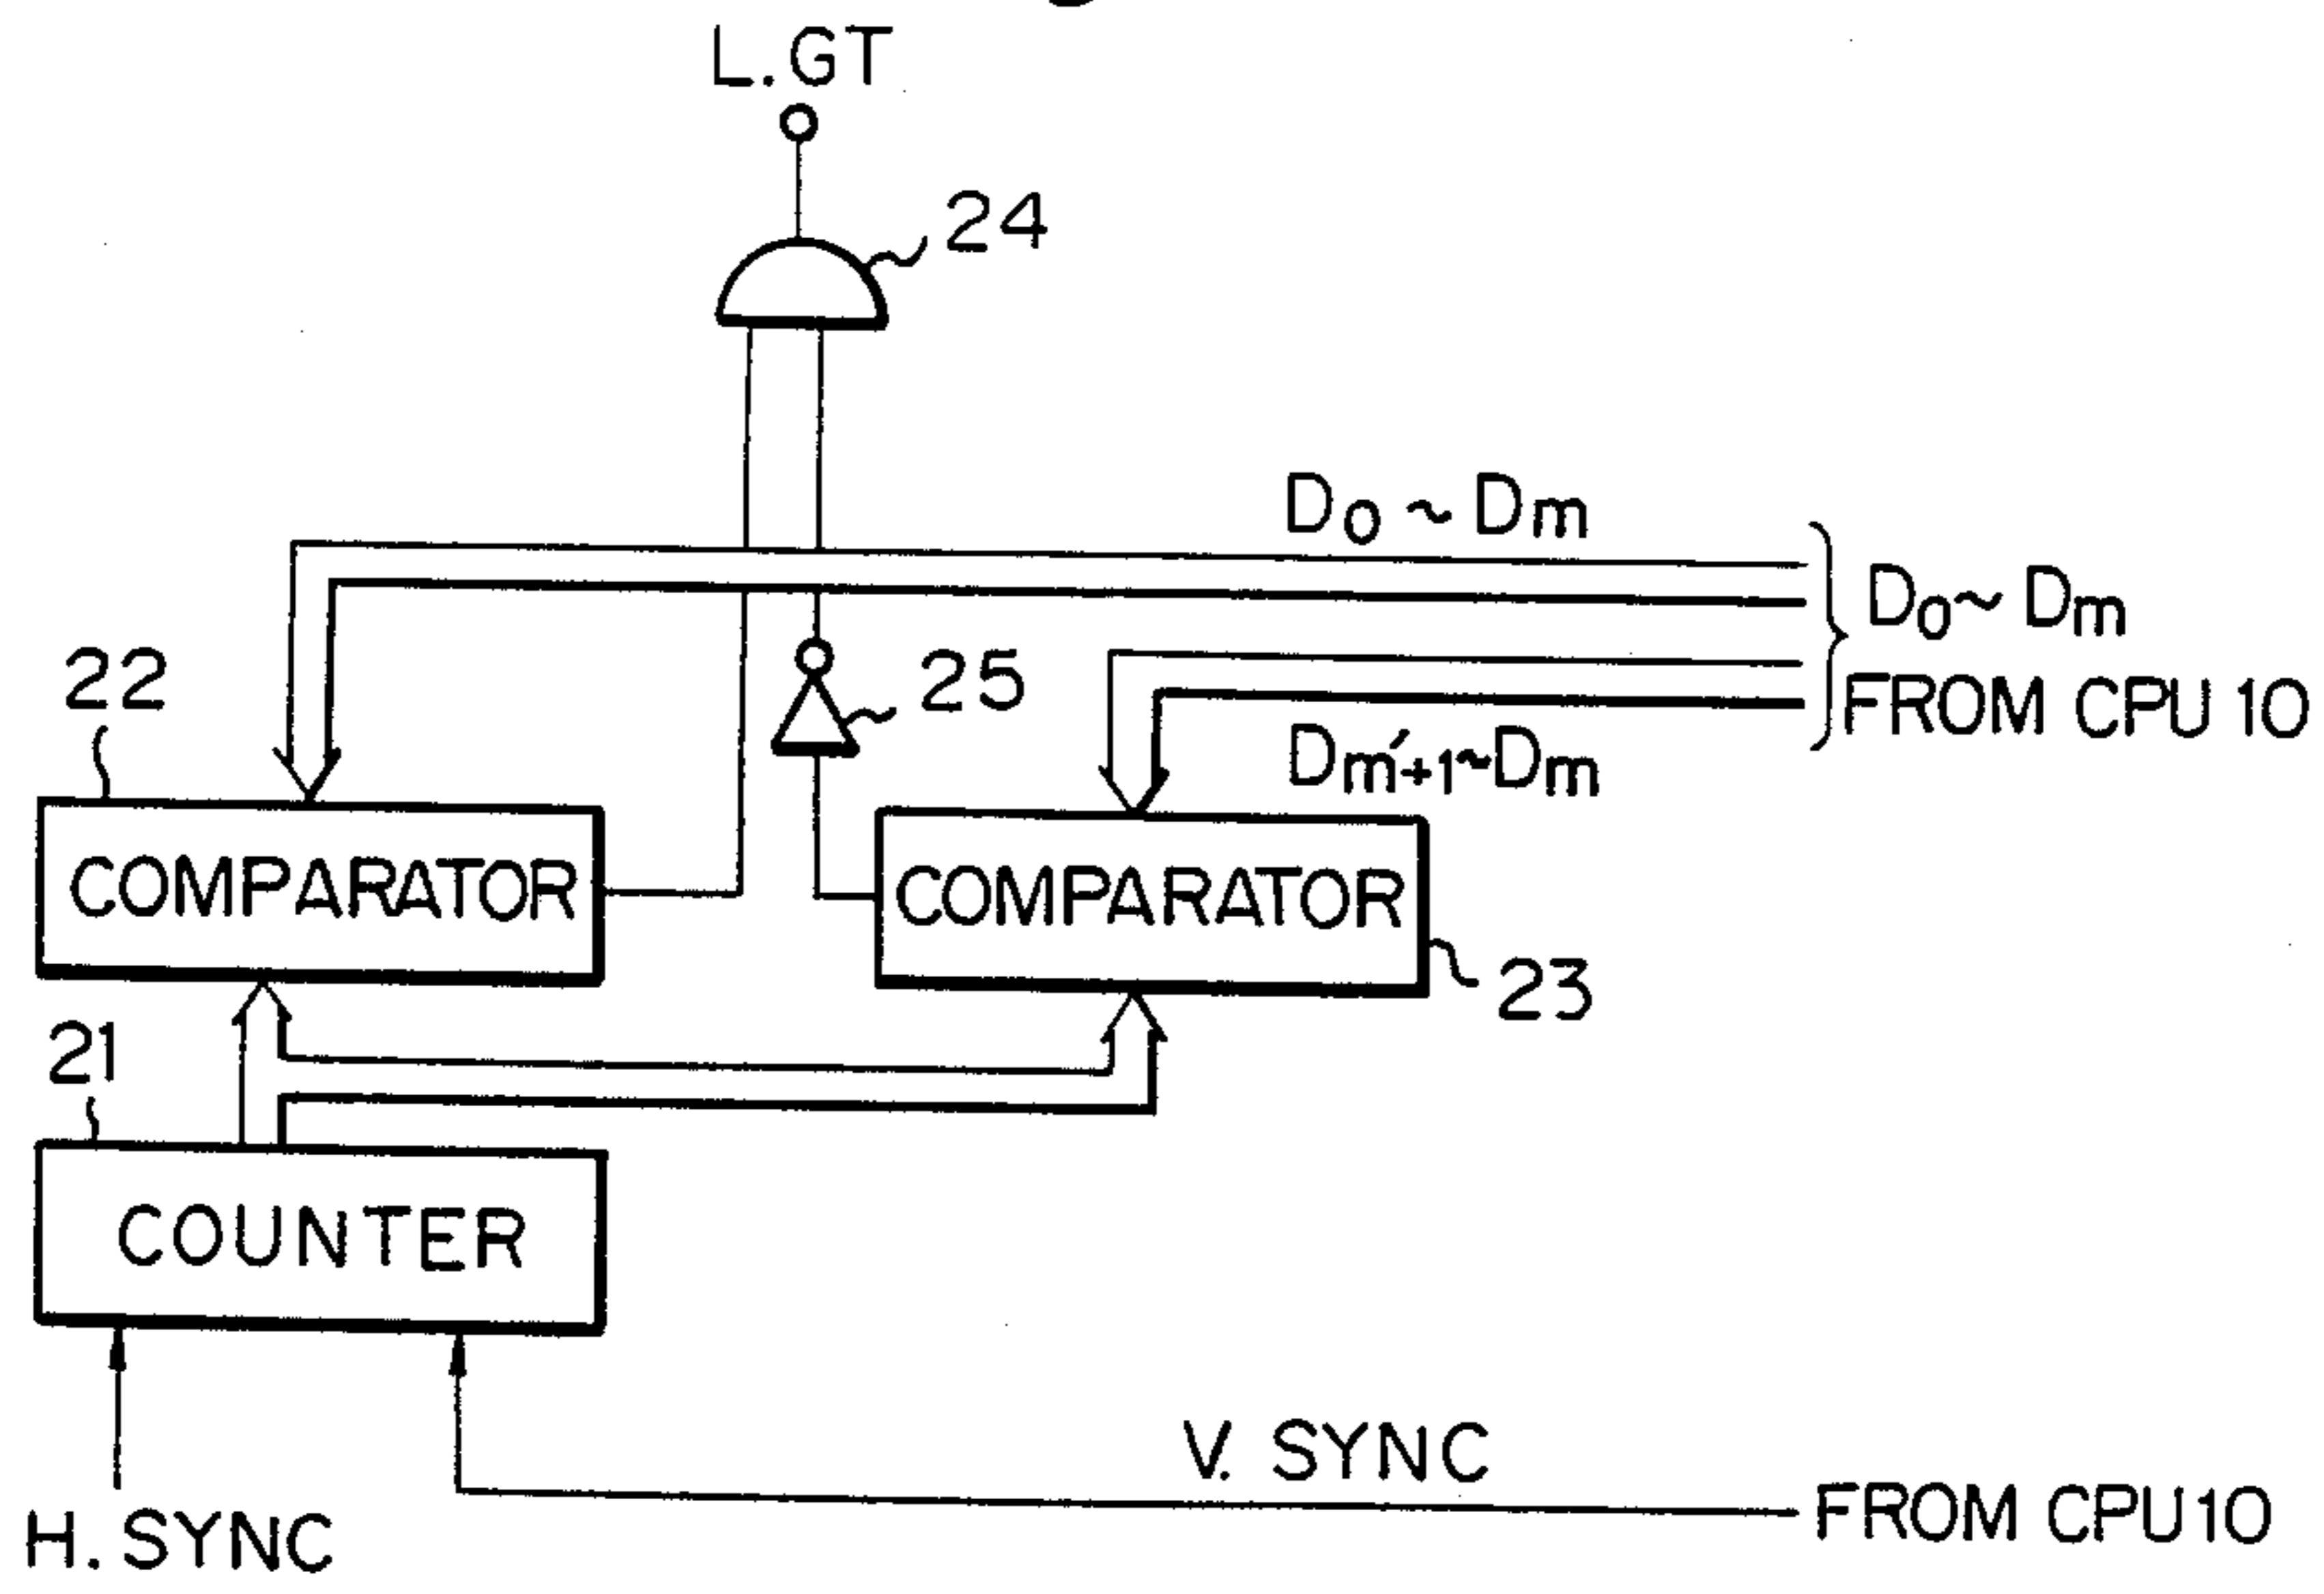 L.GT
24
D0 ~ Dm
D0 ~ Dm
FROM CPU 10
22
25
Dm'+1~Dm
COMPARATOR
COMPARATOR
23
21
COUNTER
V. SYNC
H. SYNC
FROM CPU 10